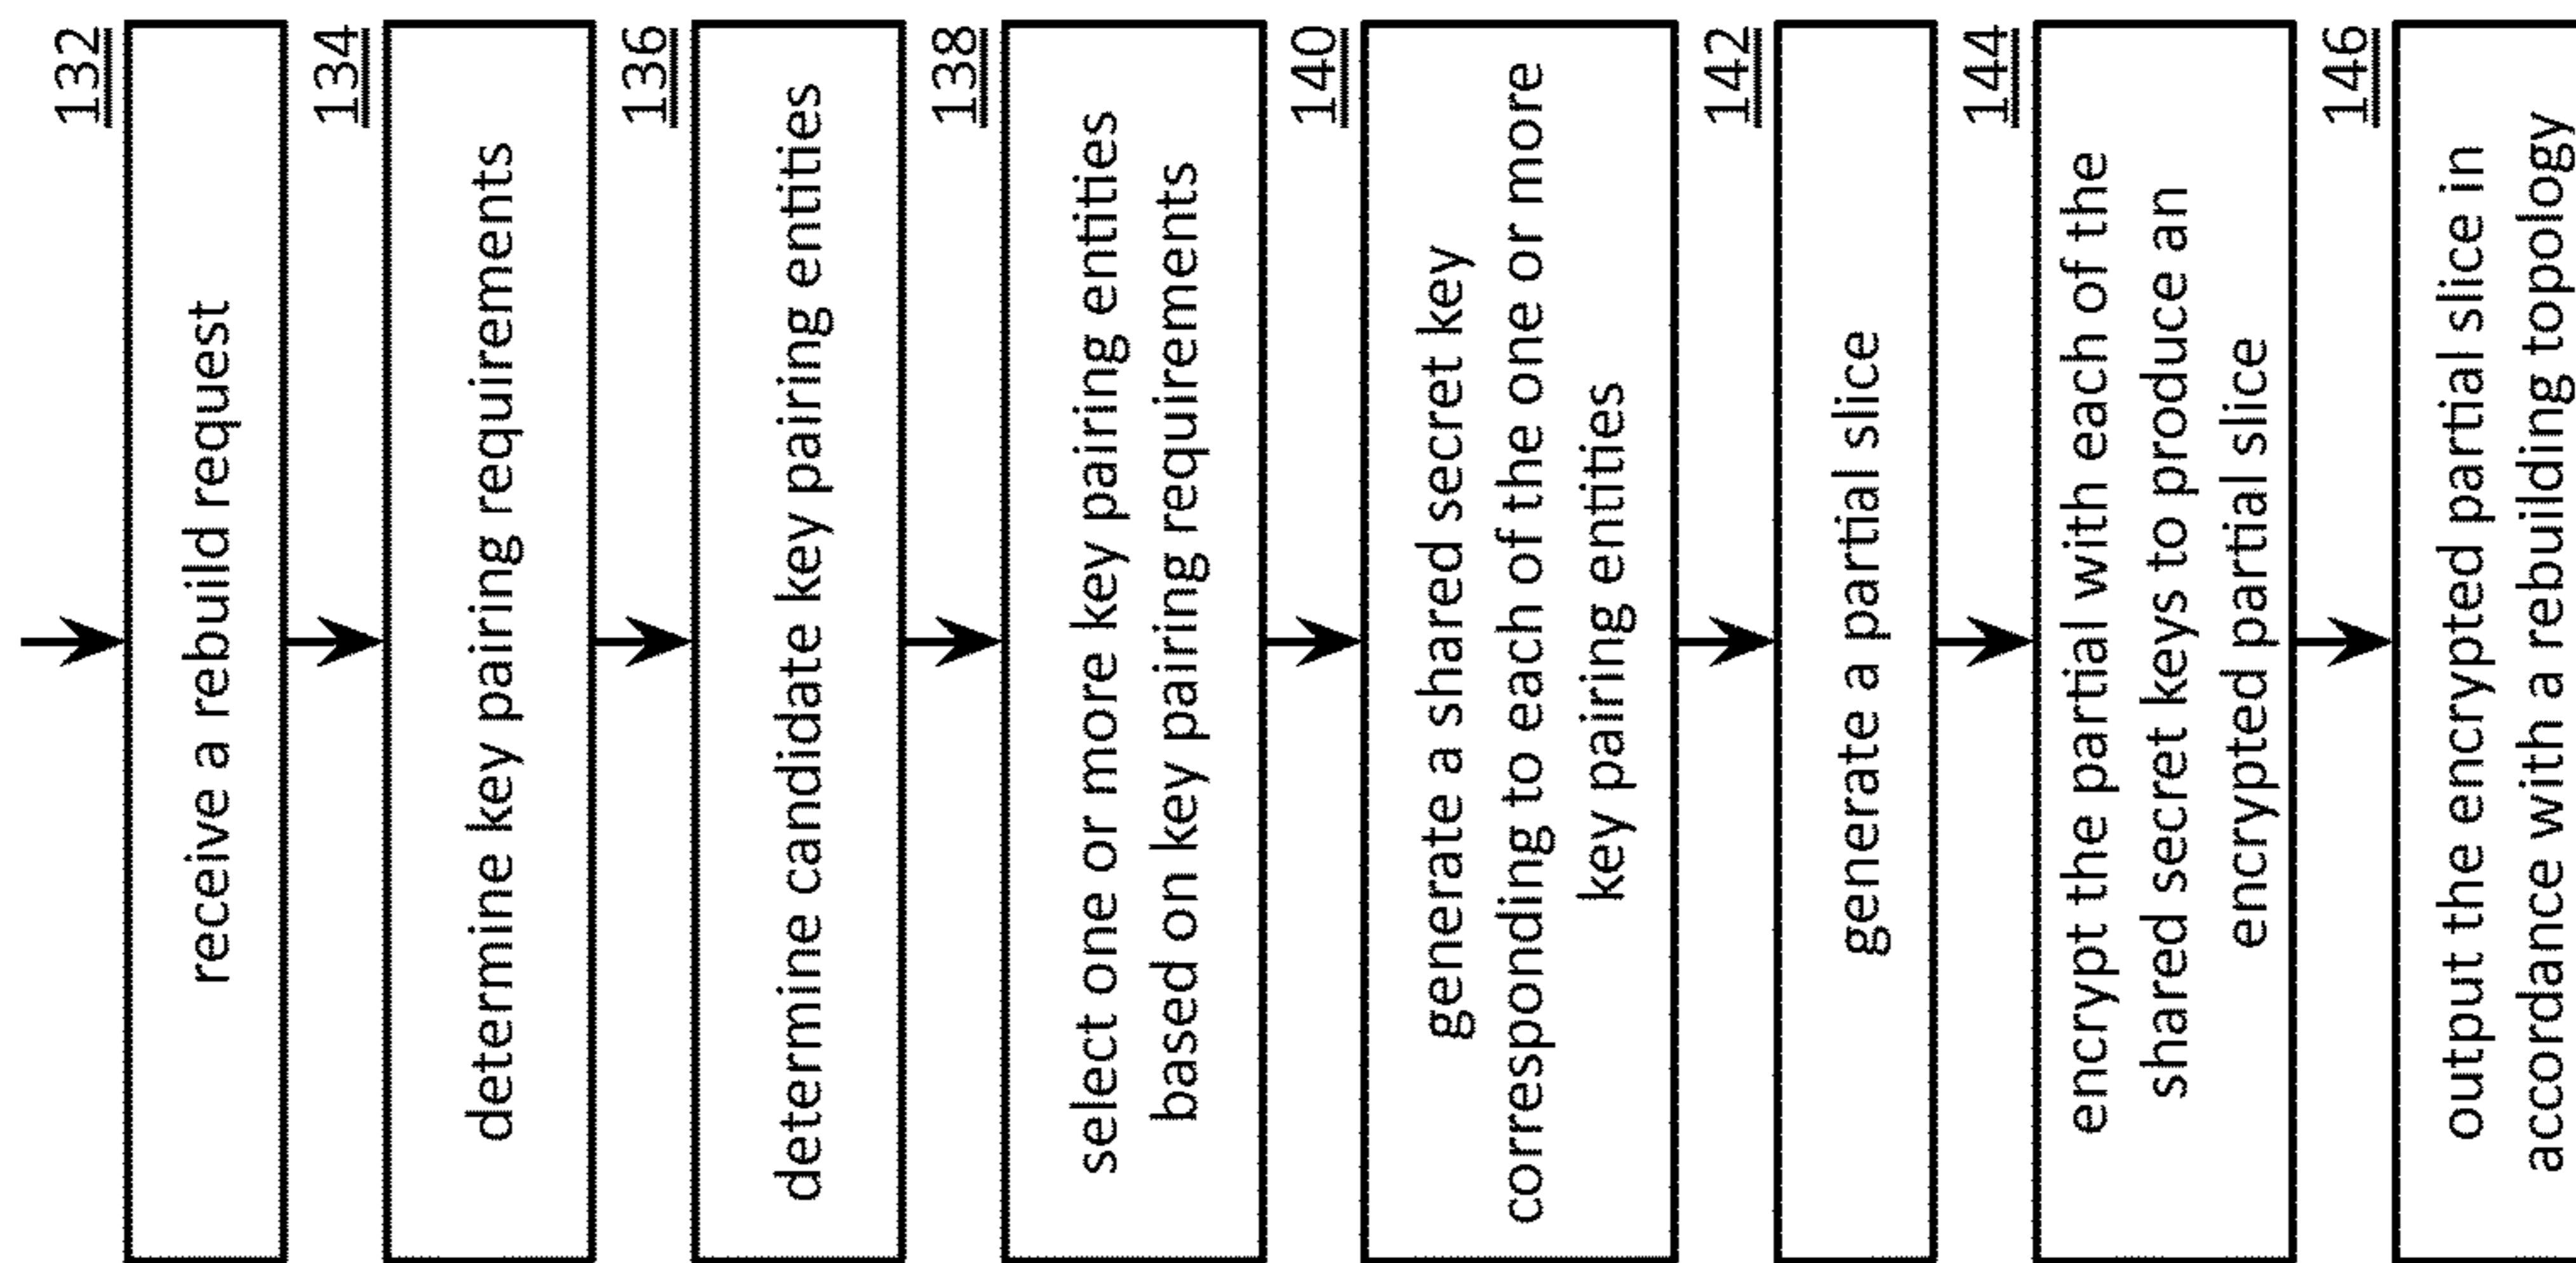 132
receive a rebuild request
134
determine key pairing requirements
136
determine candidate key pairing entities
138
select one or more key pairing entities
based on key pairing requirements
140
generate a shared secret key
corresponding to each of the one or more
key pairing entities
142
generate a partial slice
144
encrypt the partial with each of the
shared secret keys to produce an
encrypted partial slice
146
output the encrypted partial slice in
accordance with a rebuilding topology